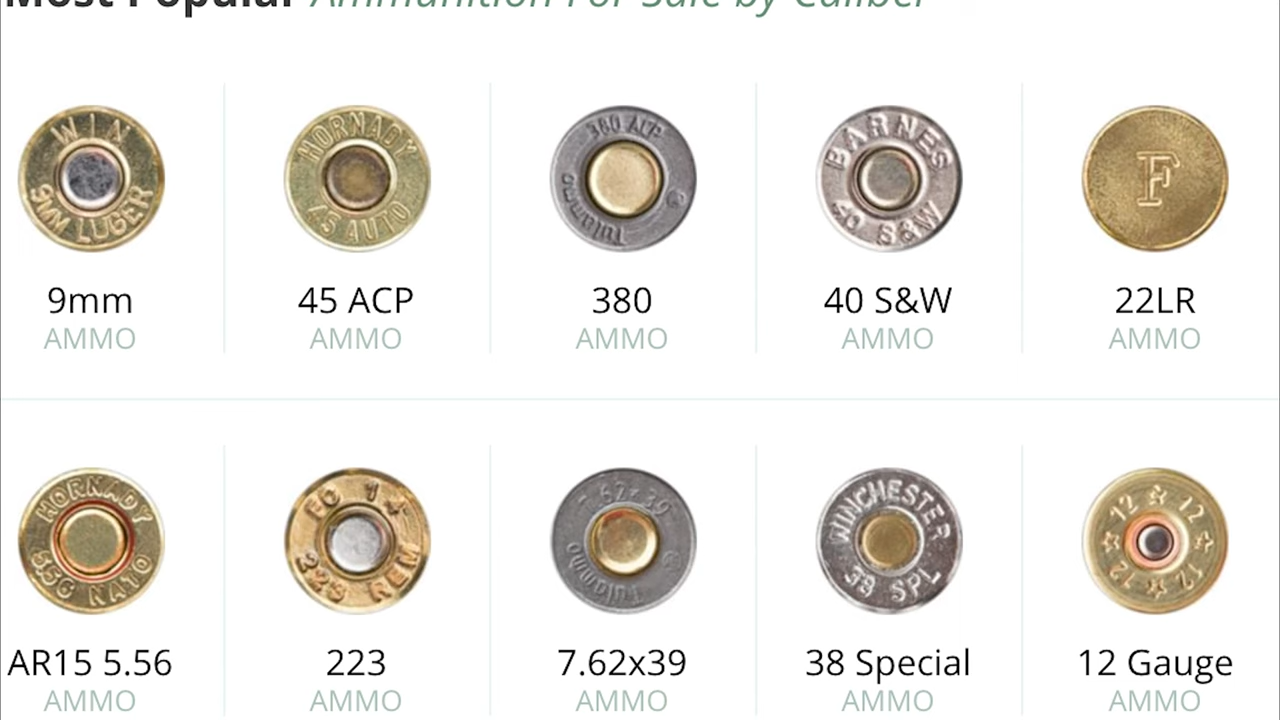 Most Popular Ammunition For Sale by Caliber
WIN
9MM LUGER
HORNADY
45 AUTO
380 ACP
Tulammo
BARNES
40 S&W
F
9mm
45 ACP
380
40 S&W
22LR
AMMO
AMMO
AMMO
AMMO
AMMO
HORNADY
5.56 NATO
223 REM
7.62x39
Tulammo
WINCHESTER
38 SPL
12 12
12 12
AR15 5.56
223
7.62x39
38 Special
12 Gauge
AMMO
AMMO
AMMO
AMMO
AMMO